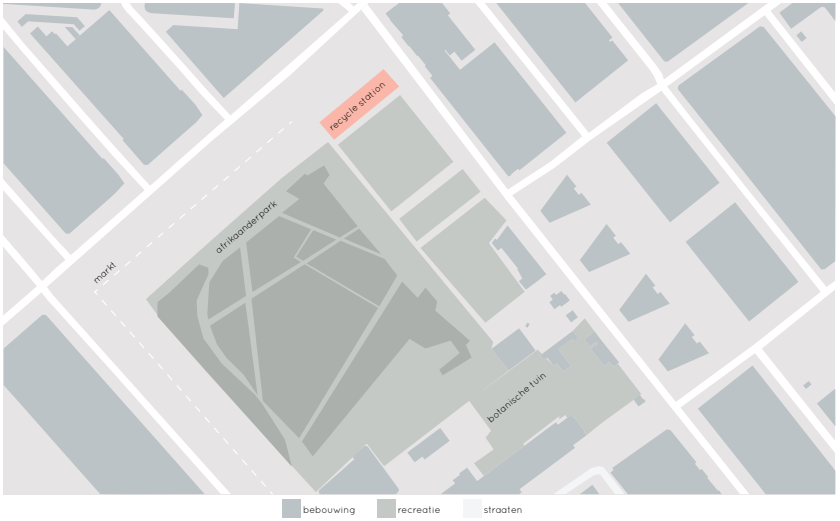 recycle station
afrikaanderpark
markt
botanische tuin
bebouwing
recreatie
straaten